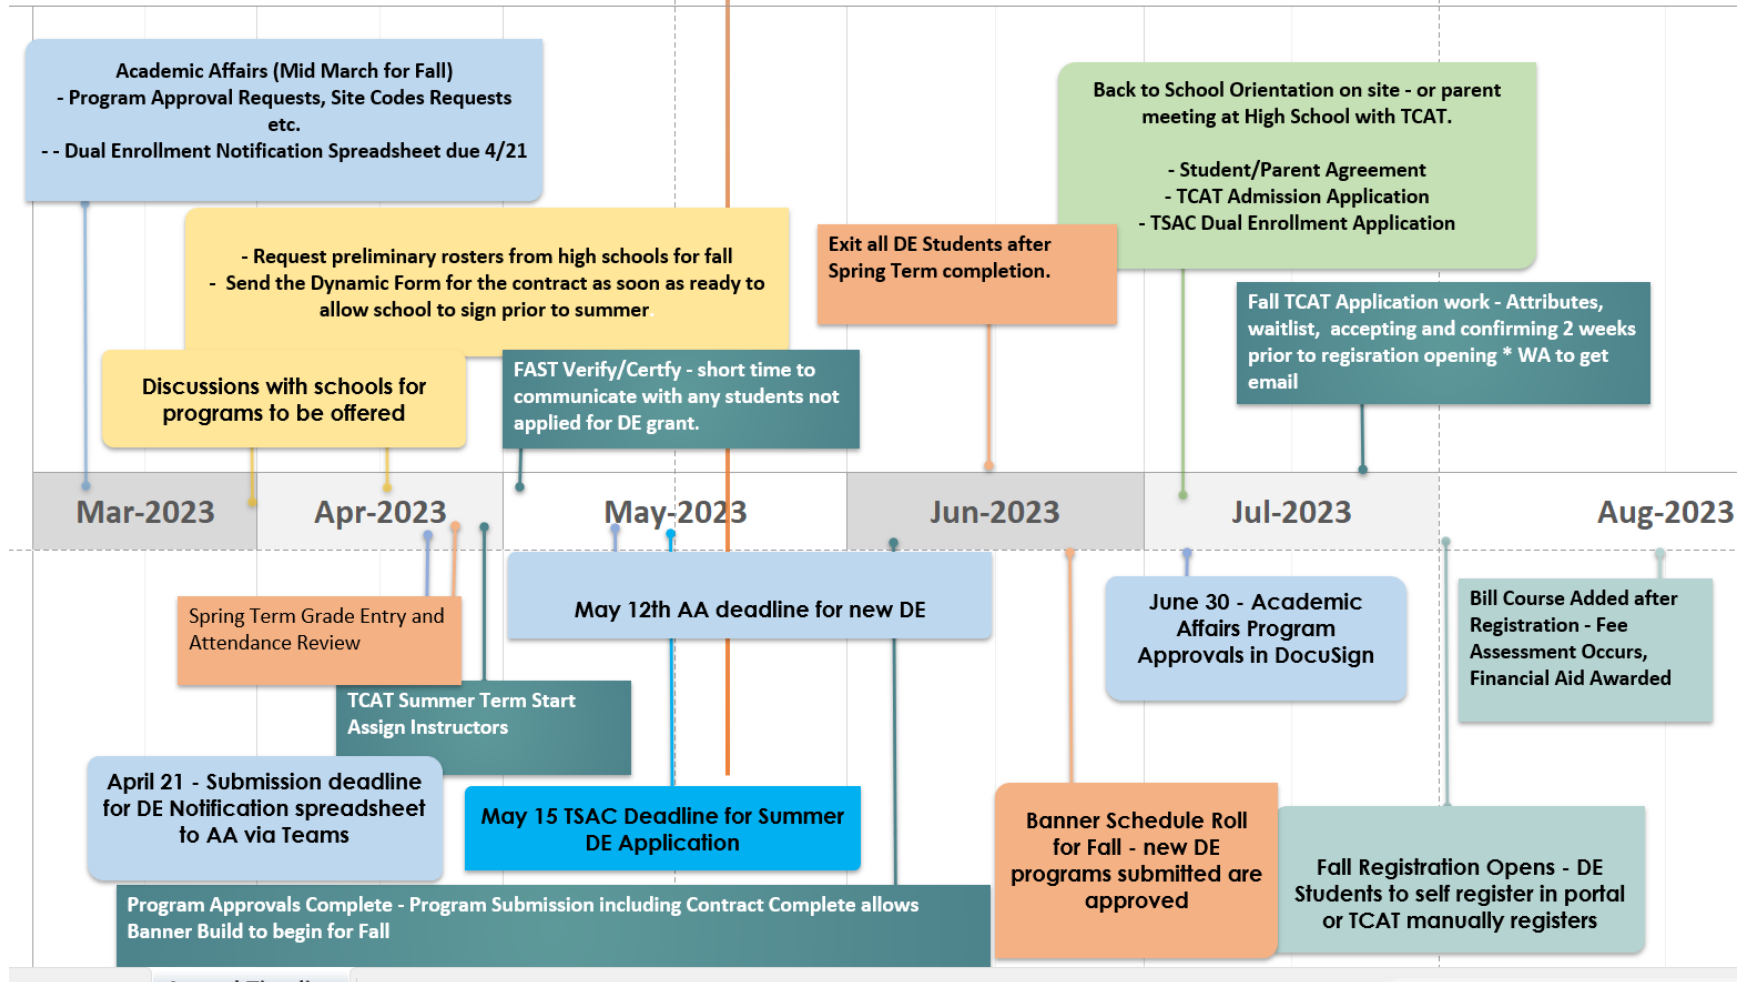 Academic Affairs (Mid March for Fall)
- Program Approval Requests, Site Codes Requests
etc.
- - Dual Enrollment Notification Spreadsheet due 4/21
Back to School Orientation on site - or parent
meeting at High School with TCAT.
- Student/Parent Agreement
- TCAT Admission Application
- TSAC Dual Enrollment Application
- Request preliminary rosters from high schools for fall
- Send the Dynamic Form for the contract as soon as ready to
allow school to sign prior to summer.
Exit all DE Students after
Spring Term completion.
Fall TCAT Application work - Attributes,
waitlist, accepting and confirming 2 weeks
prior to regisration opening * WA to get
email
Discussions with schools for
programs to be offered
FAST Verify/Certfy - short time to
communicate with any students not
applied for DE grant.
Mar-2023
Apr-2023
May-2023
Jun-2023
Jul-2023
Aug-2023
Spring Term Grade Entry and
Attendance Review
May 12th AA deadline for new DE
June 30 - Academic
Affairs Program
Approvals in DocuSign
Bill Course Added after
Registration - Fee
Assessment Occurs,
Financial Aid Awarded
TCAT Summer Term Start
Assign Instructors
April 21 - Submission deadline
for DE Notification spreadsheet
to AA via Teams
May 15 TSAC Deadline for Summer
DE Application
Banner Schedule Roll
for Fall - new DE
programs submitted are
approved
Fall Registration Opens - DE
Students to self register in portal
or TCAT manually registers
Program Approvals Complete - Program Submission including Contract Complete allows
Banner Build to begin for Fall